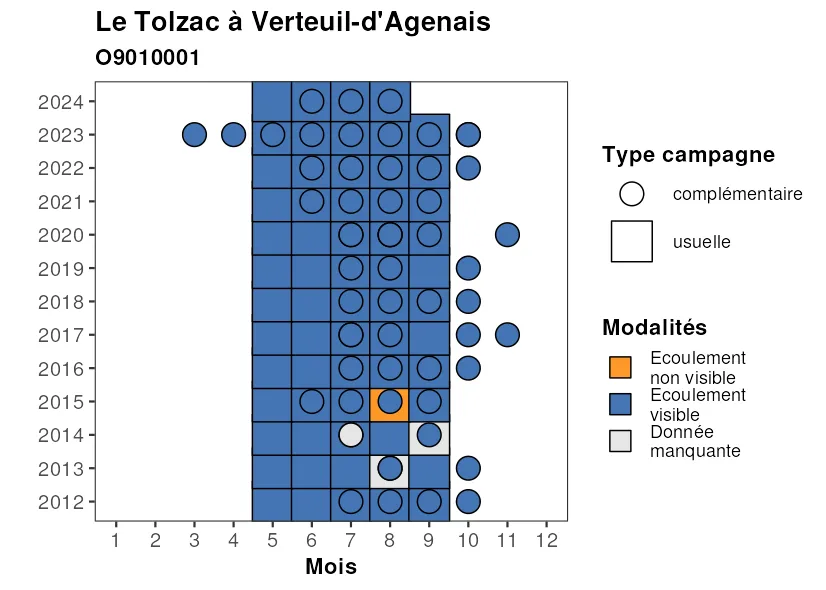 Le Tolzac à Verteuil-d'Agenais
O9010001
2024
2023
2022
2021
2020
2019
2018
2017
2016
2015
2014
2013
2012
1 2 3 4 5 6 7 8 9 10 11 12
Mois
Type campagne
complémentaire
usuelle
Modalités
Ecoulement
non visible
Ecoulement
visible
Donnée
manquante